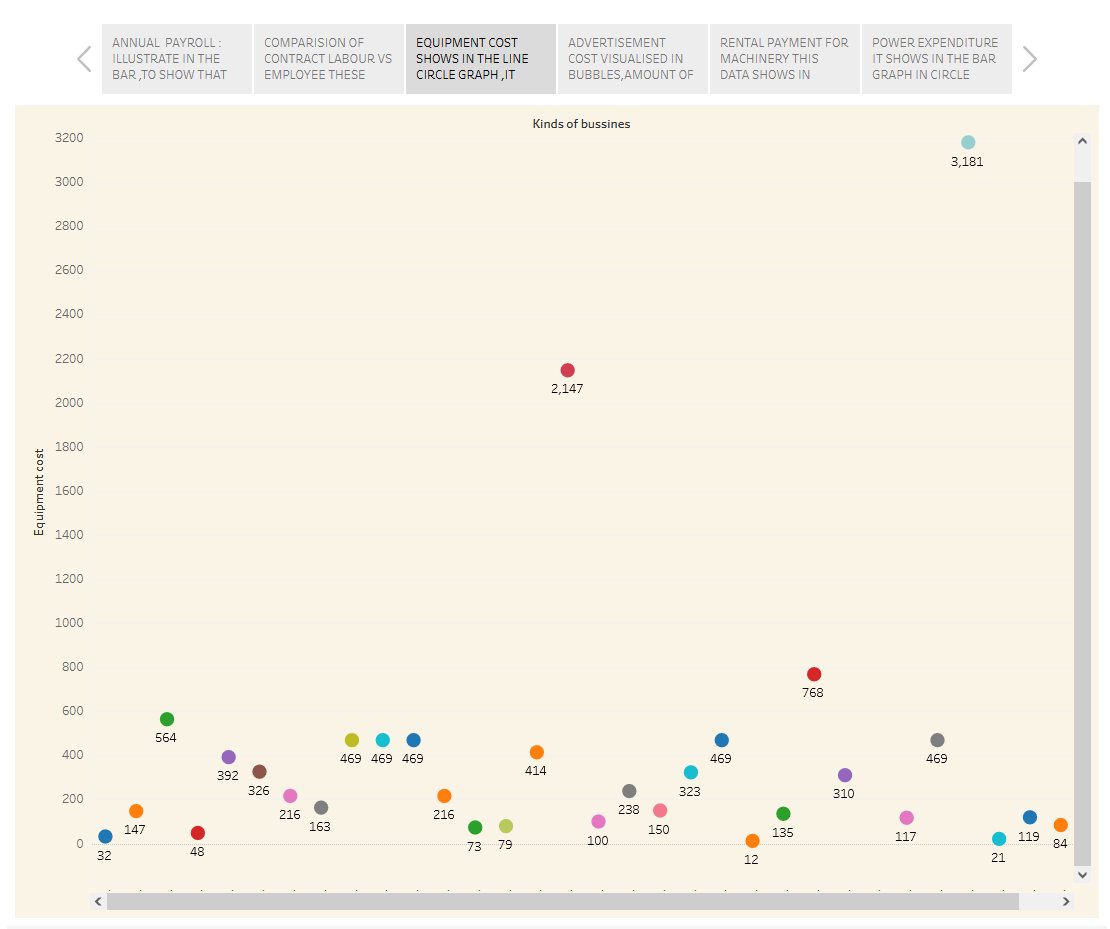 ANNUAL PAYROLL :
ILLUSTRATE IN THE
BAR ,TO SHOW THAT
COMPARISION OF
CONTRACT LABOUR VS
EMPLOYEE THESE
EQUIPMENT COST
SHOWS IN THE LINE
CIRCLE GRAPH ,IT
ADVERTISEMENT
COST VISUALISED IN
BUBBLES,AMOUNT OF
RENTAL PAYMENT FOR
MACHINERY THIS
DATA SHOWS IN
POWER EXPENDITURE
IT SHOWS IN THE BAR
GRAPH IN CIRCLE
Kinds of bussines
Equipment cost
3200
3000
2800
2600
2400
2200
2000
1800
1600
1400
1200
1000
800
600
400
200
0
32
147
564
48
392
326
216
163
469
469
469
216
73
79
414
2,147
100
238
150
323
469
12
135
768
310
117
469
3,181
21
119
84